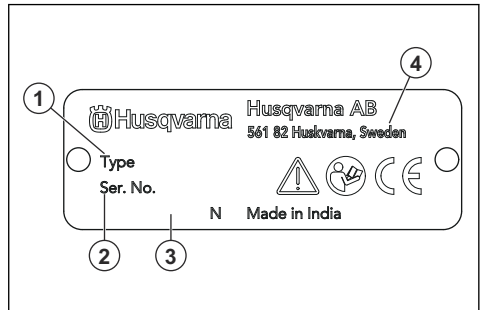 4
1
Husqvarna
Husqvarna AB
561 82 Huskvarna, Sweden
Type
Ser. No.
N Made in India
2
3